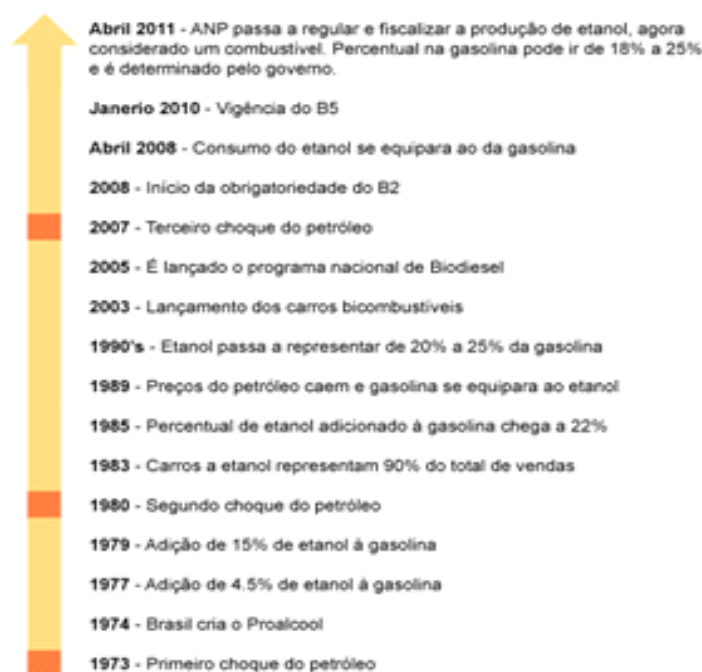 Abril 2011 - ANP passa a regular e fiscalizar a produção de etanol, agora
considerado um combustível. Percentual na gasolina pode ir de 18% a 25%
e é determinado pelo governo.
Janerio 2010 - Vigência do B5
Abril 2008 - Consumo do etanol se equipara ao da gasolina
2008 - Início da obrigatoriedade do B2
2007 - Terceiro choque do petróleo
2005 - É lançado o programa nacional de Biodiesel
2003 - Lançamento dos carros bicombustíveis
1990's - Etanol passa a representar de 20% a 25% da gasolina
1989 - Preços do petróleo caem e gasolina se equipara ao etanol
1985 - Percentual de etanol adicionado à gasolina chega a 22%
1983 - Carros a etanol representam 90% do total de vendas
1980 - Segundo choque do petróleo
1979 - Adição de 15% de etanol à gasolina
1977 - Adição de 4.5% de etanol à gasolina
1974 - Brasil cria o Proalcool
1973 - Primeiro choque do petróleo